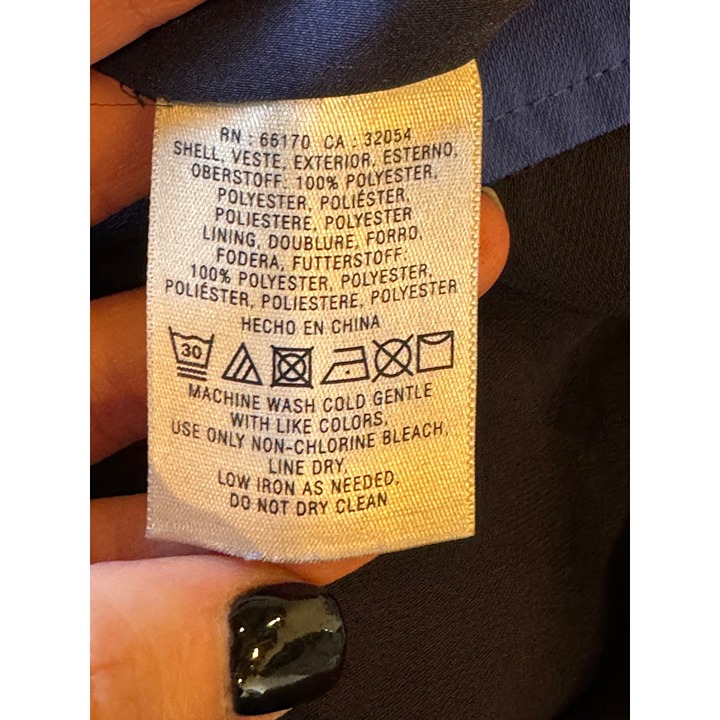 RN : 66170 CA : 32054
SHELL, VESTE, EXTERIOR, ESTERNO,
OBERSTOFF: 100% POLYESTER,
POLYESTER, POLIÉSTER,
POLIESTERE, POLYESTER
LINING, DOUBLURE, FORRO,
FODERA, FUTTERSTOFF:
100% POLYESTER, POLYESTER,
POLIÉSTER, POLIESTERE, POLYESTER
HECHO EN CHINA
30
MACHINE WASH COLD GENTLE
WITH LIKE COLORS,
USE ONLY NON-CHLORINE BLEACH,
LINE DRY,
LOW IRON AS NEEDED,
DO NOT DRY CLEAN